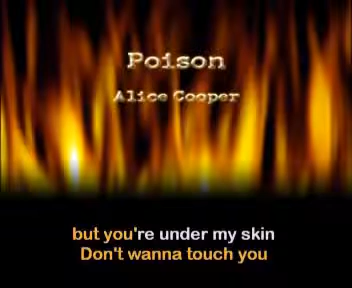 Poison
Alice Cooper
but you're under my skin
Don't wanna touch you